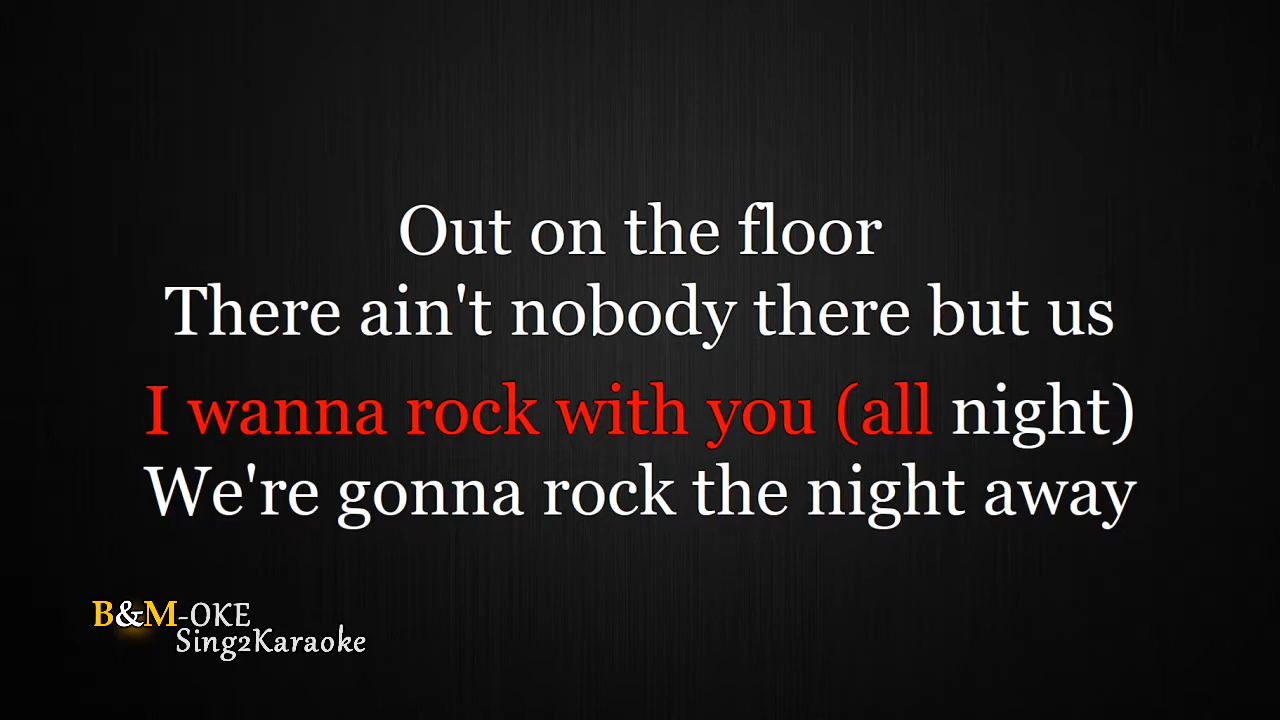 Out on the floor
There ain't nobody there but us
I wanna rock with you (all night)
We're gonna rock the night away
B&M-OKE
Sing2Karaoke